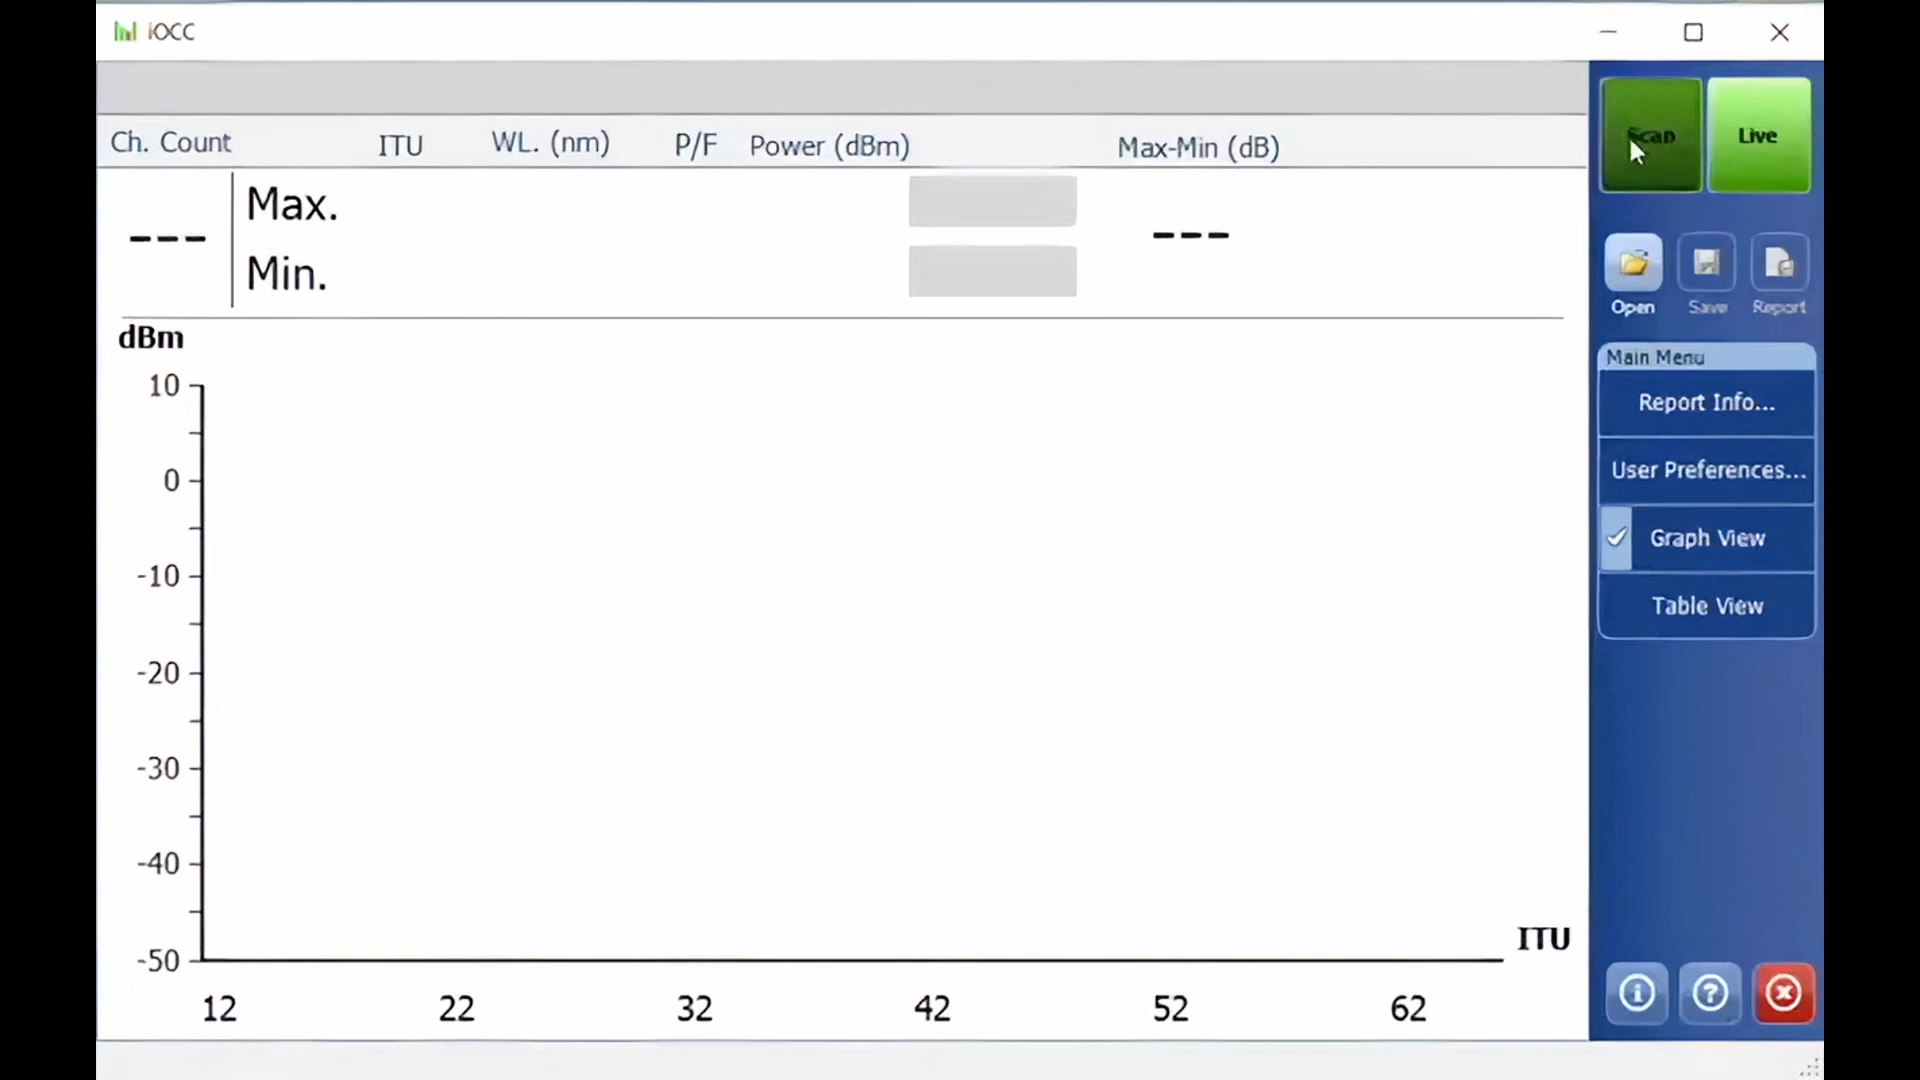 iOCC
Scan
Live
Ch. Count
ITU
WL. (nm)
P/F
Power (dBm)
Max-Min (dB)
---
Max.
---
Min.
Open
Save
Report
dBm
Main Menu
Report Info...
User Preferences...
Graph View
Table View
10
0
-10
-20
-30
-40
-50
ITU
12
22
32
42
52
62